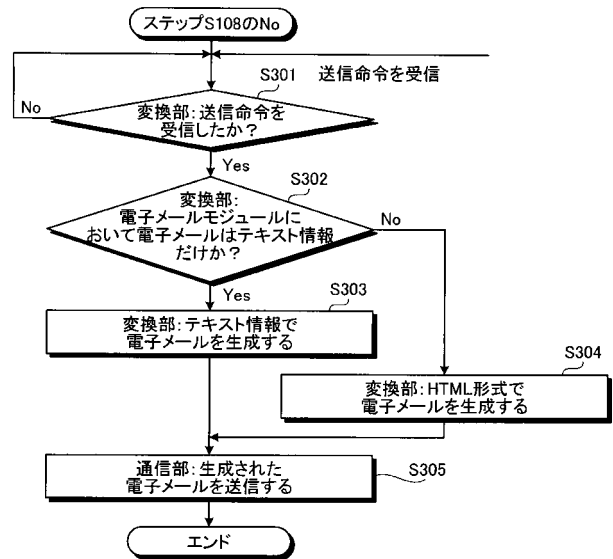 ステップS108のNo
送信命令を受信
S301
No
変換部：送信命令を
受信したか？
Yes
S302
変換部：
電子メールモジュールに
おいて電子メールはテキスト情報
だけか？
No
Yes
S303
変換部：テキスト情報で
電子メールを生成する
S304
変換部：HTML形式で
電子メールを生成する
通信部：生成された
電子メールを送信する
S305
エンド